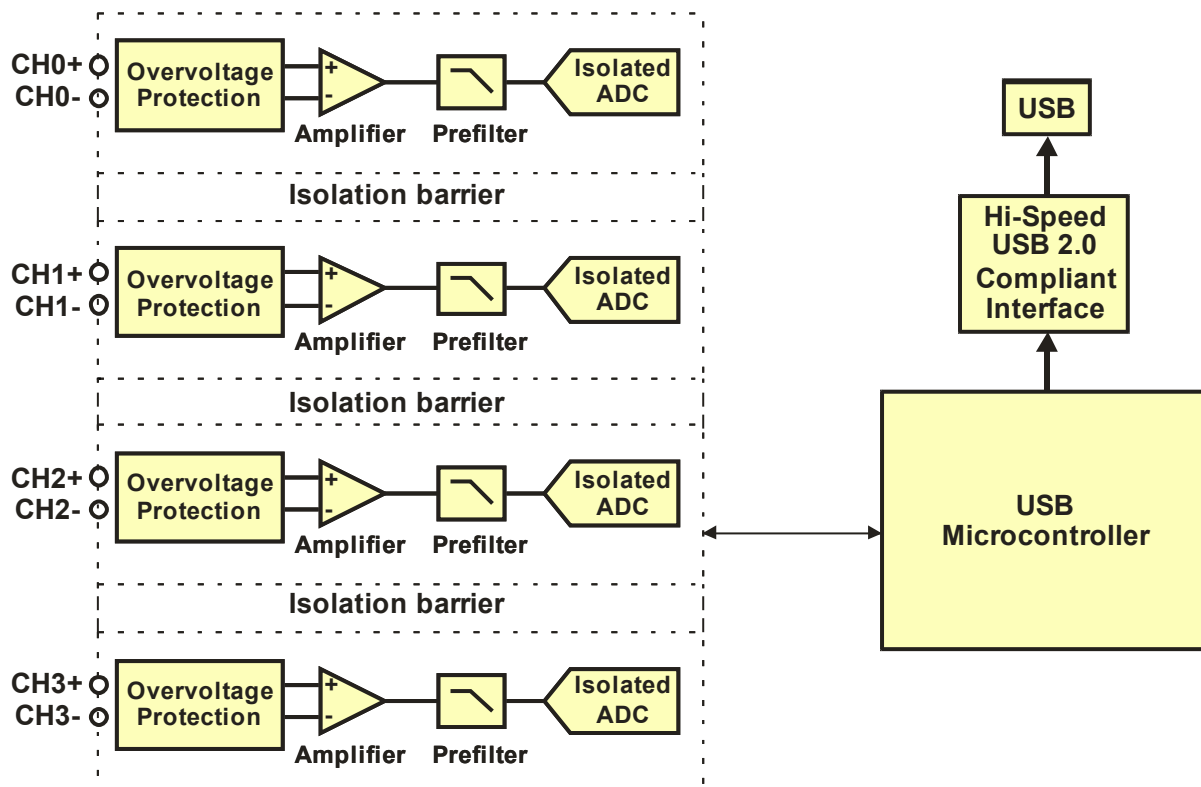 CH0+
CH0-
Overvoltage
Protection
+
-
Amplifier
Prefilter
Isolated
ADC
Isolation barrier
CH1+
CH1-
Overvoltage
Protection
+
-
Amplifier
Prefilter
Isolated
ADC
Isolation barrier
CH2+
CH2-
Overvoltage
Protection
+
-
Amplifier
Prefilter
Isolated
ADC
Isolation barrier
CH3+
CH3-
Overvoltage
Protection
+
-
Amplifier
Prefilter
Isolated
ADC
USB
Hi-Speed
USB 2.0
Compliant
Interface
USB
Microcontroller